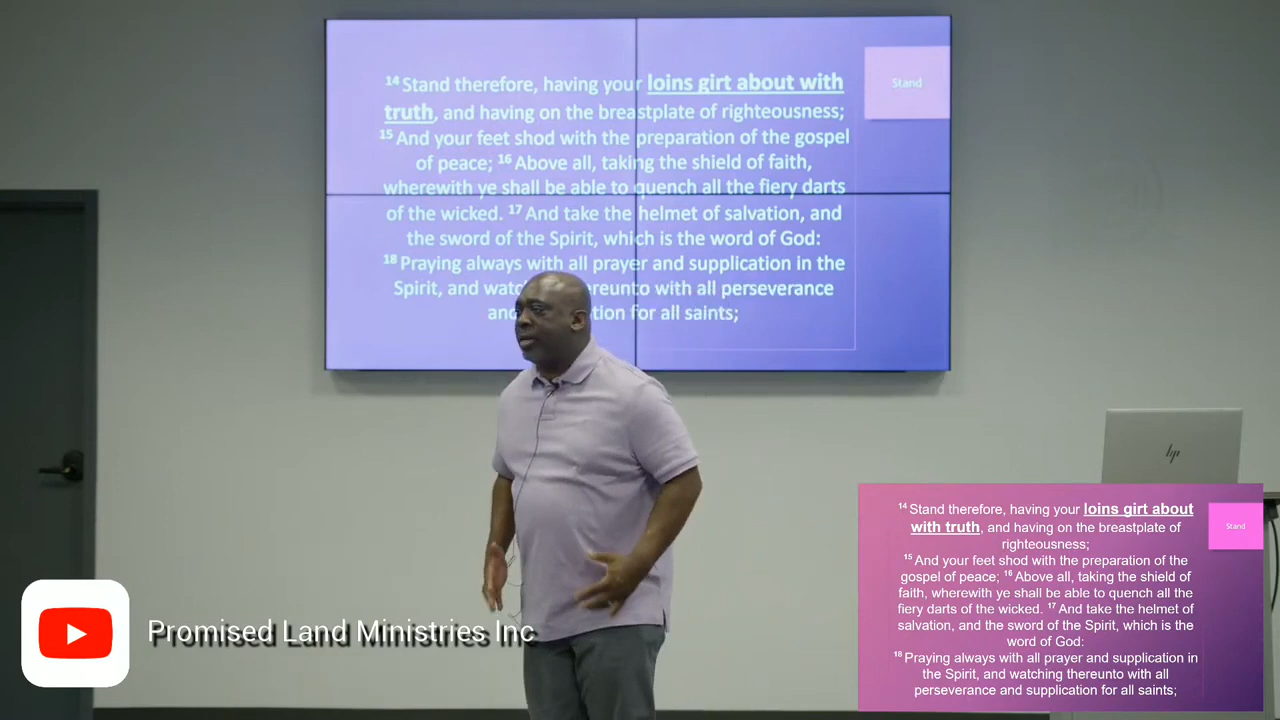 14 Stand therefore, having your loins girt about with
truth, and having on the breastplate of righteousness;
15 And your feet shod with the preparation of the gospel
of peace; 16 Above all, taking the shield of faith,
wherewith ye shall be able to quench all the fiery darts
of the wicked. 17 And take the helmet of salvation, and
the sword of the Spirit, which is the word of God:
18 Praying always with all prayer and supplication in the
Spirit, and ereunto with all perseverance
and tion for all saints;
Stand
hp
14 Stand therefore, having your loins girt about
with truth, and having on the breastplate of
righteousness;
15 And your feet shod with the preparation of the
gospel of peace; 16 Above all, taking the shield of
faith, wherewith ye shall be able to quench all the
fiery darts of the wicked. 17 And take the helmet of
salvation, and the sword of the Spirit, which is the
word of God:
18 Praying always with all prayer and supplication in
the Spirit, and watching thereunto with all
perseverance and supplication for all saints;
Stand
Promised Land Ministries Inc